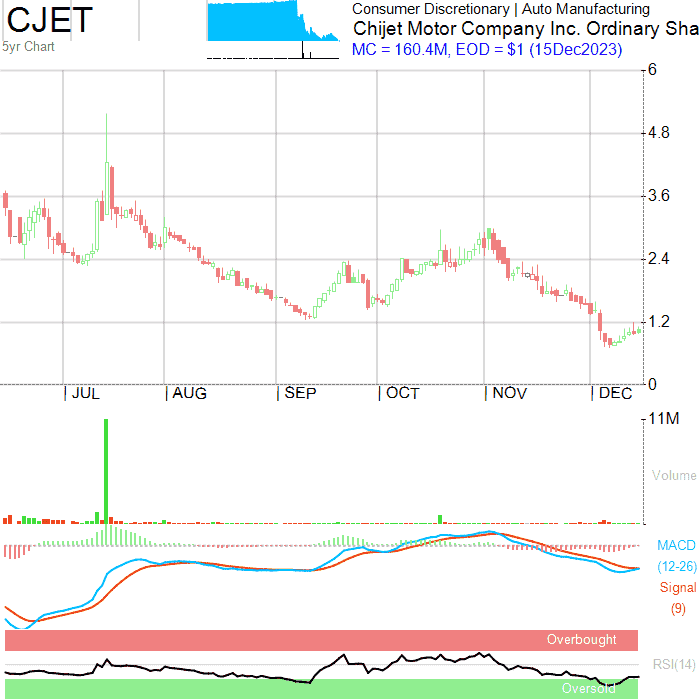 CJET
5yr Chart
Consumer Discretionary | Auto Manufacturing
Chijet Motor Company Inc. Ordinary Sha
MC = 160.4M, EOD = $1 (15Dec2023)
6
4.8
3.6
2.4
1.2
0
| JUL | AUG | SEP | OCT | NOV | DEC
11M
Volume
MACD
(12-26)
Signal
(9)
Overbought
RSI(14)
Oversold